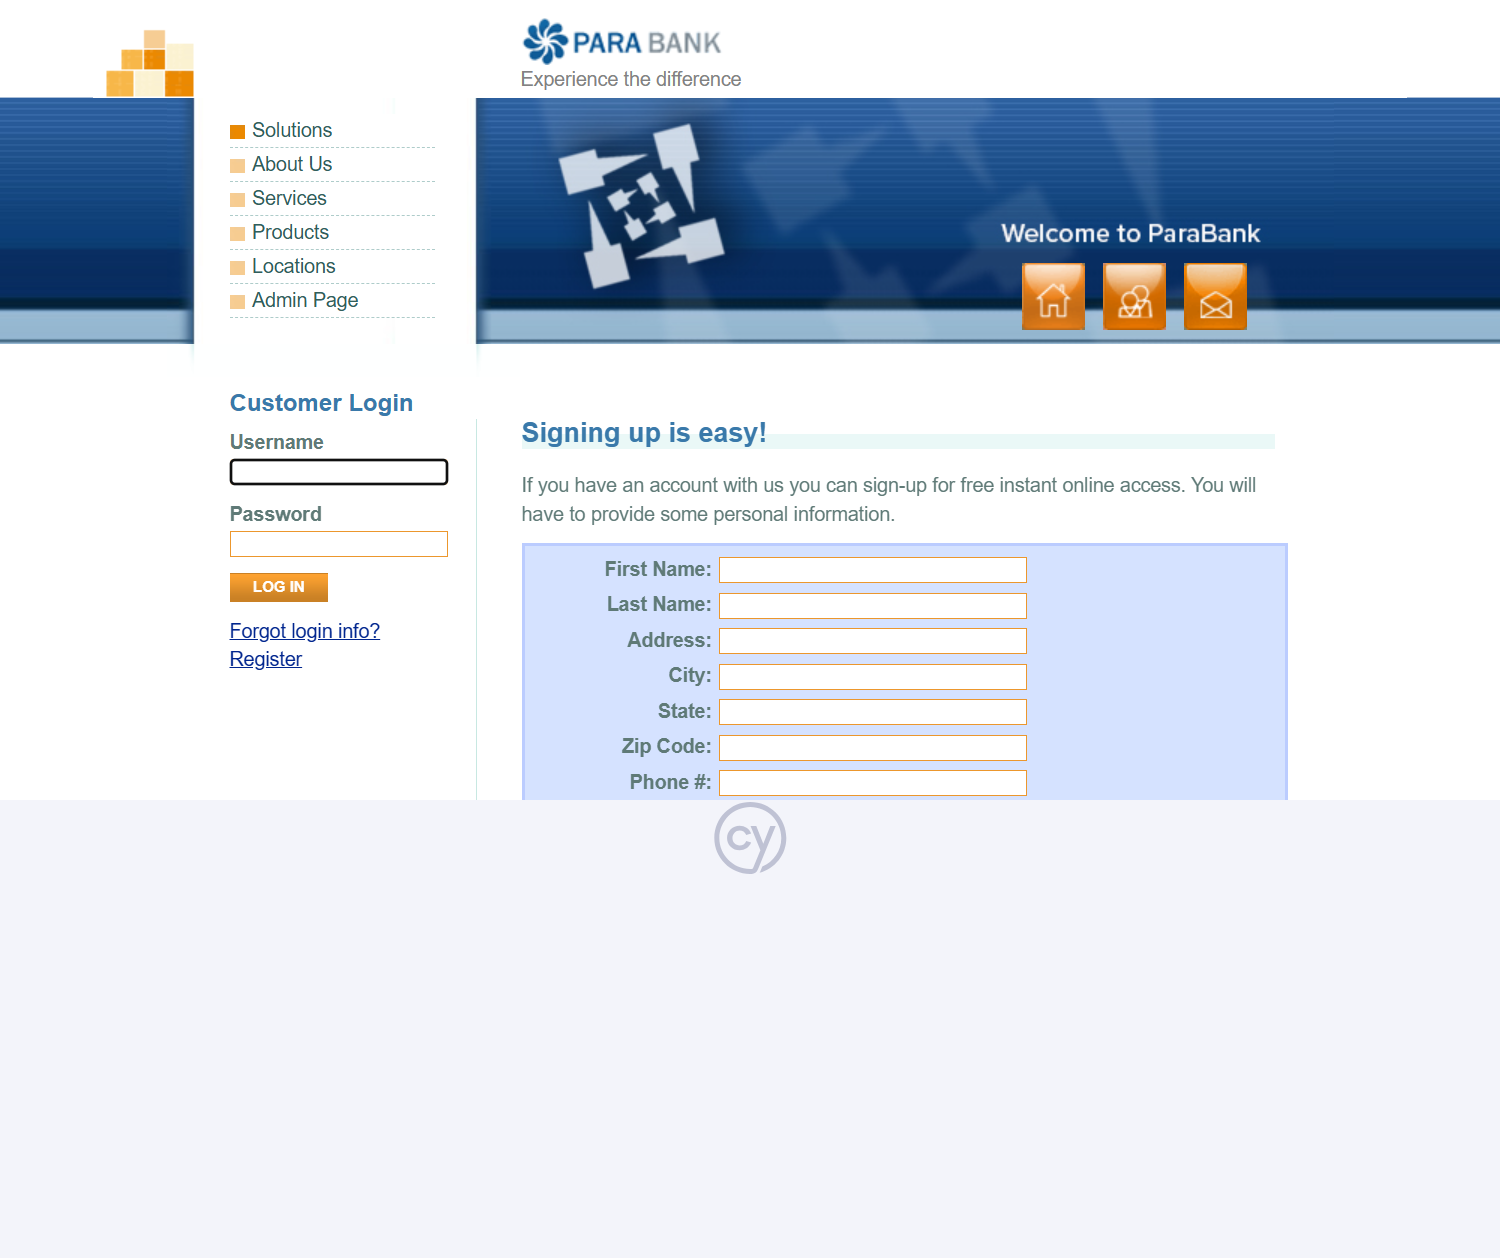 PARA BANK
Experience the difference
Solutions
About Us
Services
Products
Locations
Admin Page
Welcome to ParaBank
Customer Login
Username
Password
LOG IN
Forgot login info?
Register
Signing up is easy!
If you have an account with us you can sign-up for free instant online access. You will
have to provide some personal information.
First Name:
Last Name:
Address:
City:
State:
Zip Code:
Phone #:
cy